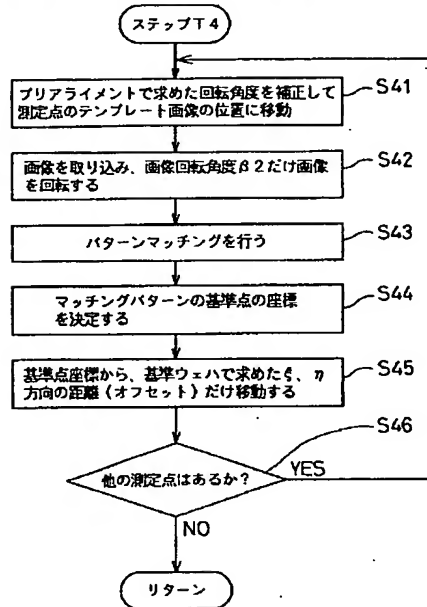 ステップT4
プリアライメントで求めた回転角度を補正して
測定点のテンプレート画像の位置に移動
S41
画像を取り込み、画像回転角度β2だけ画像
を回転する
S42
パターンマッチングを行う
S43
マッチングパターンの基準点の座標
を決定する
S44
基準点座標から、基準ウェハで求めたξ、η
方向の距離(オフセット)だけ移動する
S45
他の測定点はあるか?
S46
YES
NO
リターン